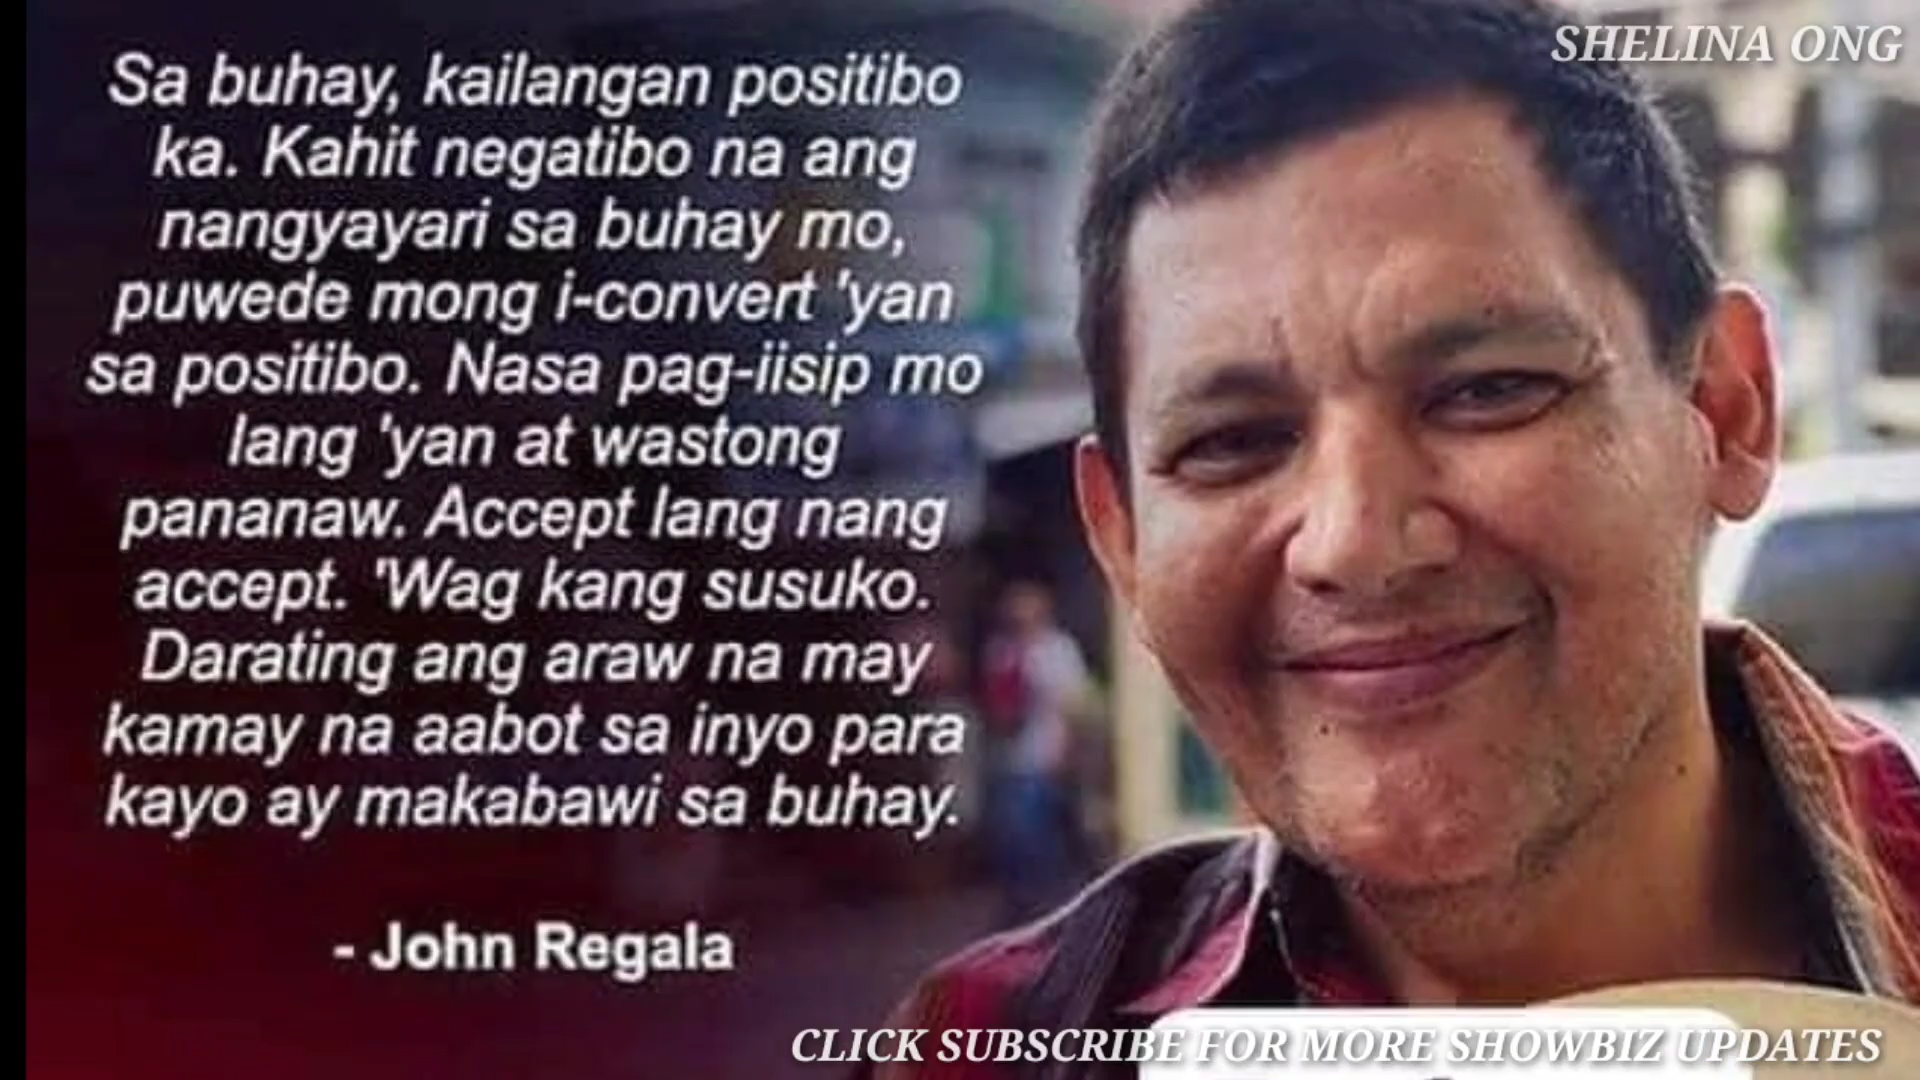 SHELINA ONG
Sa buhay, kailangan positibo
ka. Kahit negatibo na ang
nangyayari sa buhay mo,
puwede mong i-convert 'yan
sa positibo. Nasa pag-iisip mo
lang 'yan at wastong
pananaw. Accept lang nang
accept. 'Wag kang susuko.
Darating ang araw na may
kamay na aabot sa inyo para
kayo ay makabawi sa buhay.
- John Regala
CLICK SUBSCRIBE FOR MORE SHOWBIZ UPDATES